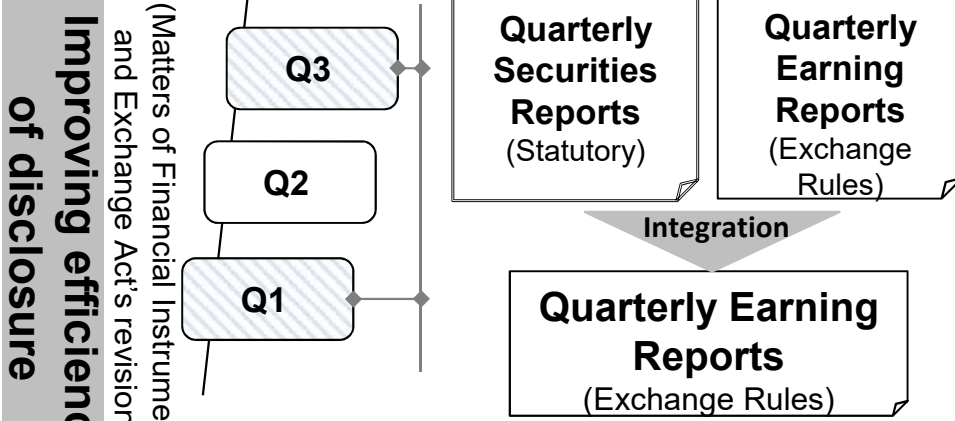 Improving efficienc
of disclosure
(Matters of Financial Instrume
and Exchange Act's revision
Q3
Q2
Q1
Quarterly
Securities
Reports
(Statutory)
Quarterly
Earning
Reports
(Exchange
Rules)
Integration
Quarterly Earning
Reports
(Exchange Rules)